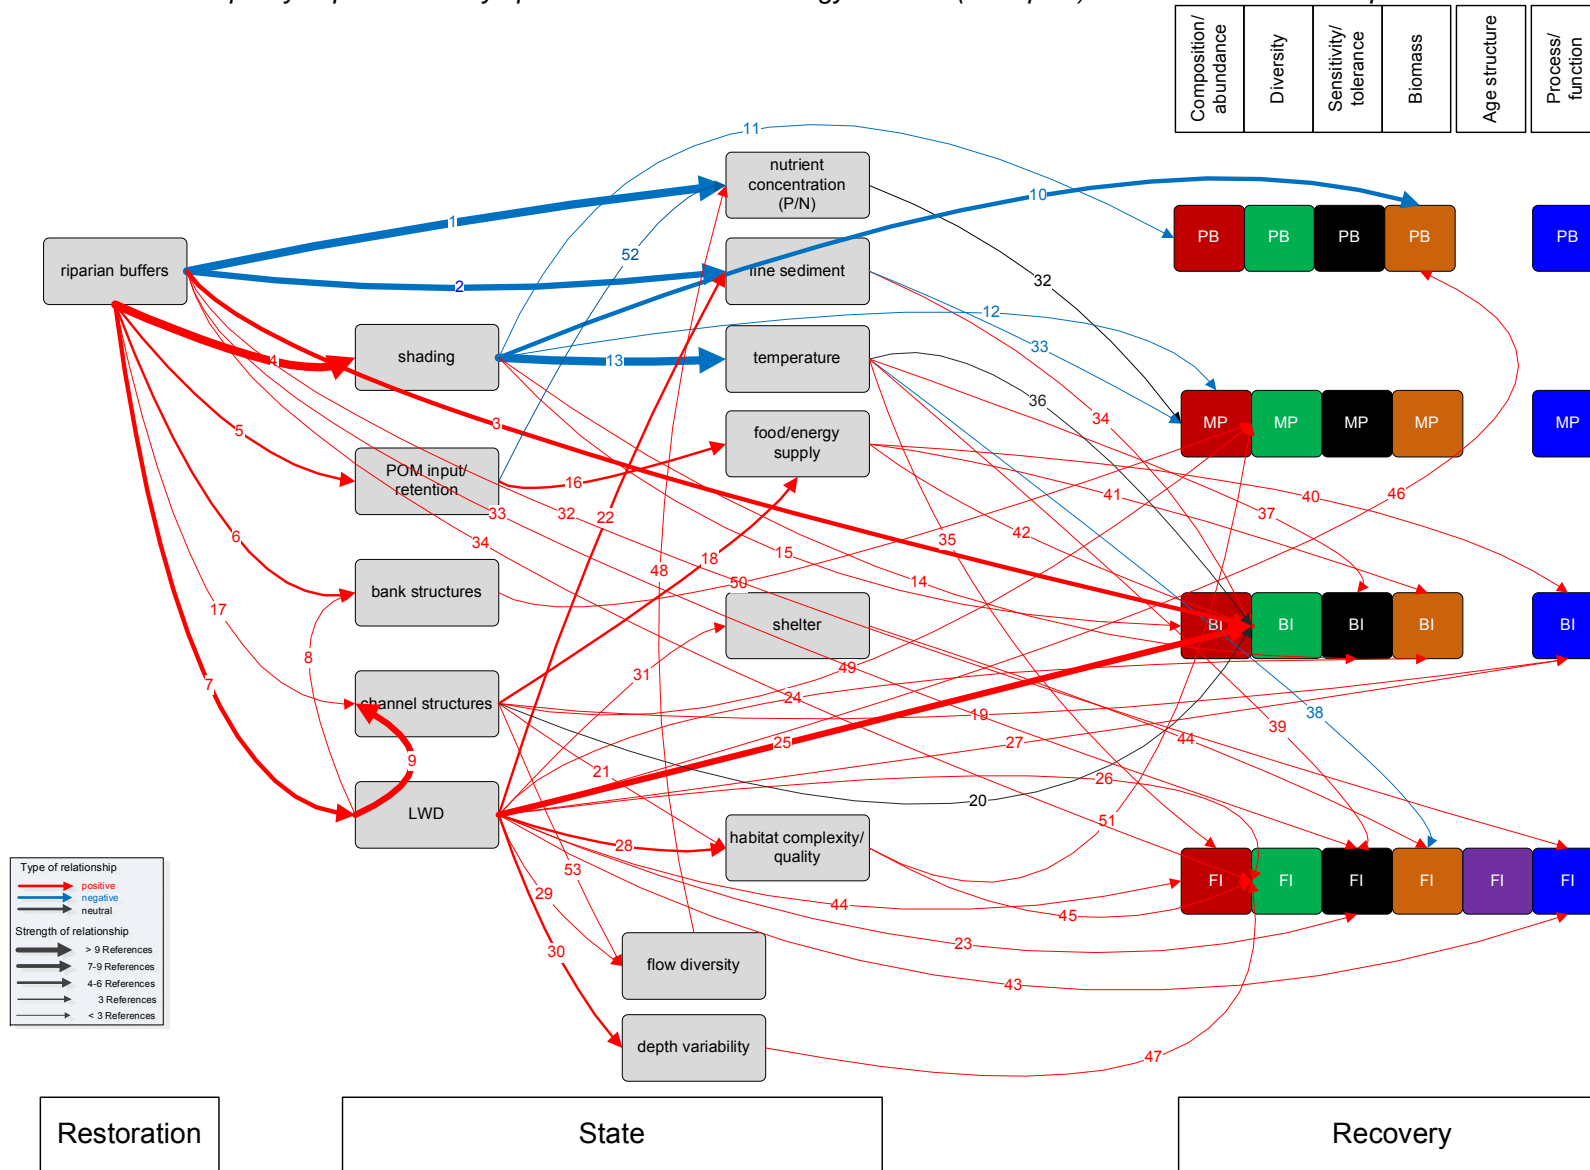 Composition/
abundance
Diversity
Sensitivity/
tolerance
Biomass
Age structure
Process/
function
11
nutrient
concentration
(P/N)
10
1
PB
PB
PB
PB
PB
52
riparian buffers
fine sediment
32
2
12
33
shading
4
13
temperature
36
34
3
MP
MP
MP
MP
MP
5
food/energy
supply
POM input/
retention
16
40
41
46
33
32
22
37
6
34
42
35
18
15
48
50
14
bank structures
17
shelter
BI
BI
BI
BI
BI
8
49
31
7
channel structures
24
19
38
39
25
27
44
9
21
26
20
LWD
51
habitat complexity/
quality
28
53
29
44
45
FI
FI
FI
FI
FI
FI
Type of relationship
positive
negative
neutral
Strength of relationship
> 9 References
7-9 References
4-6 References
3 References
< 3 References
30
23
flow diversity
43
depth variability
47
Restoration
State
Recovery